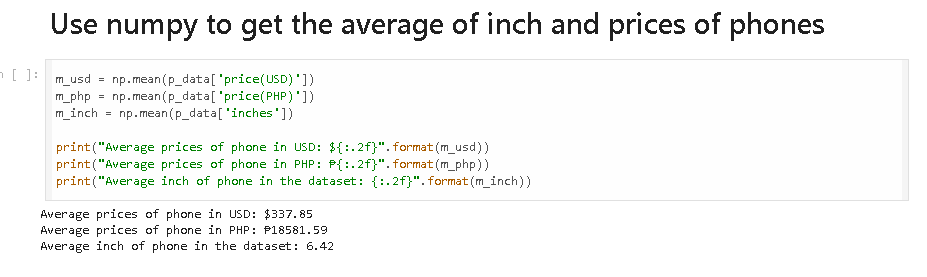 Use numpy to get the average of inch and prices of phones
n [ ]:
m_usd = np.mean(p_data['price(USD)'])
m_php = np.mean(p_data['price(PHP)'])
m_inch = np.mean(p_data['inches'])
print("Average prices of phone in USD: ${:.2f}".format(m_usd))
print("Average prices of phone in PHP: ₱{:.2f}".format(m_php))
print("Average inch of phone in the dataset: {:.2f}".format(m_inch))
Average prices of phone in USD: $337.85
Average prices of phone in PHP: ₱18581.59
Average inch of phone in the dataset: 6.42